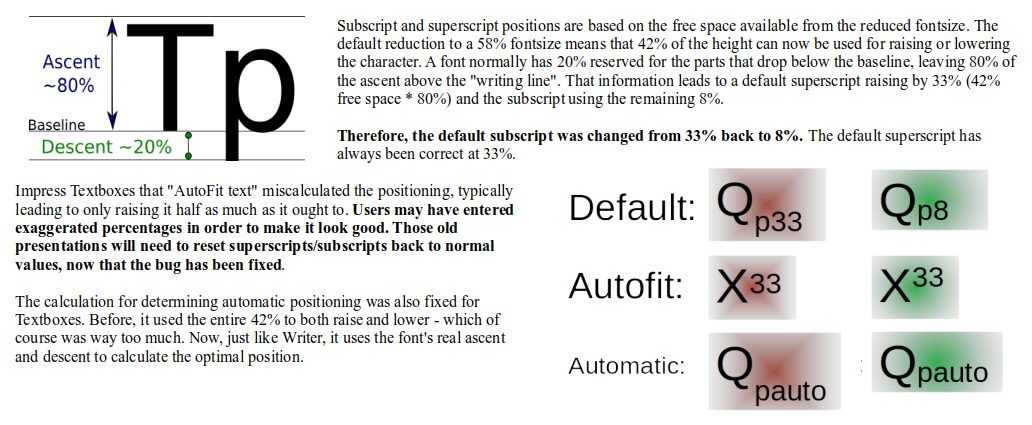 Tp
Ascent
~80%
Baseline
Descent ~20%
Subscript and superscript positions are based on the free space available from the reduced fontsize. The
default reduction to a 58% fontsize means that 42% of the height can now be used for raising or lowering
the character. A font normally has 20% reserved for the parts that drop below the baseline, leaving 80% of
the ascent above the "writing line". That information leads to a default superscript raising by 33% (42%
free space * 80%) and the subscript using the remaining 8%.
Therefore, the default subscript was changed from 33% back to 8%. The default superscript has
always been correct at 33%.
Impress Textboxes that "AutoFit text" miscalculated the positioning, typically
leading to only raising it half as much as it ought to. Users may have entered
exaggerated percentages in order to make it look good. Those old
presentations will need to reset superscripts/subscripts back to normal
values, now that the bug has been fixed.
The calculation for determining automatic positioning was also fixed for
Textboxes. Before, it used the entire 42% to both raise and lower - which of
course was way too much. Now, just like Writer, it uses the font's real ascent
and descent to calculate the optimal position.
Default: Qp33 Qp8
Autofit: X33 X33
Automatic: Qpauto : Qpauto